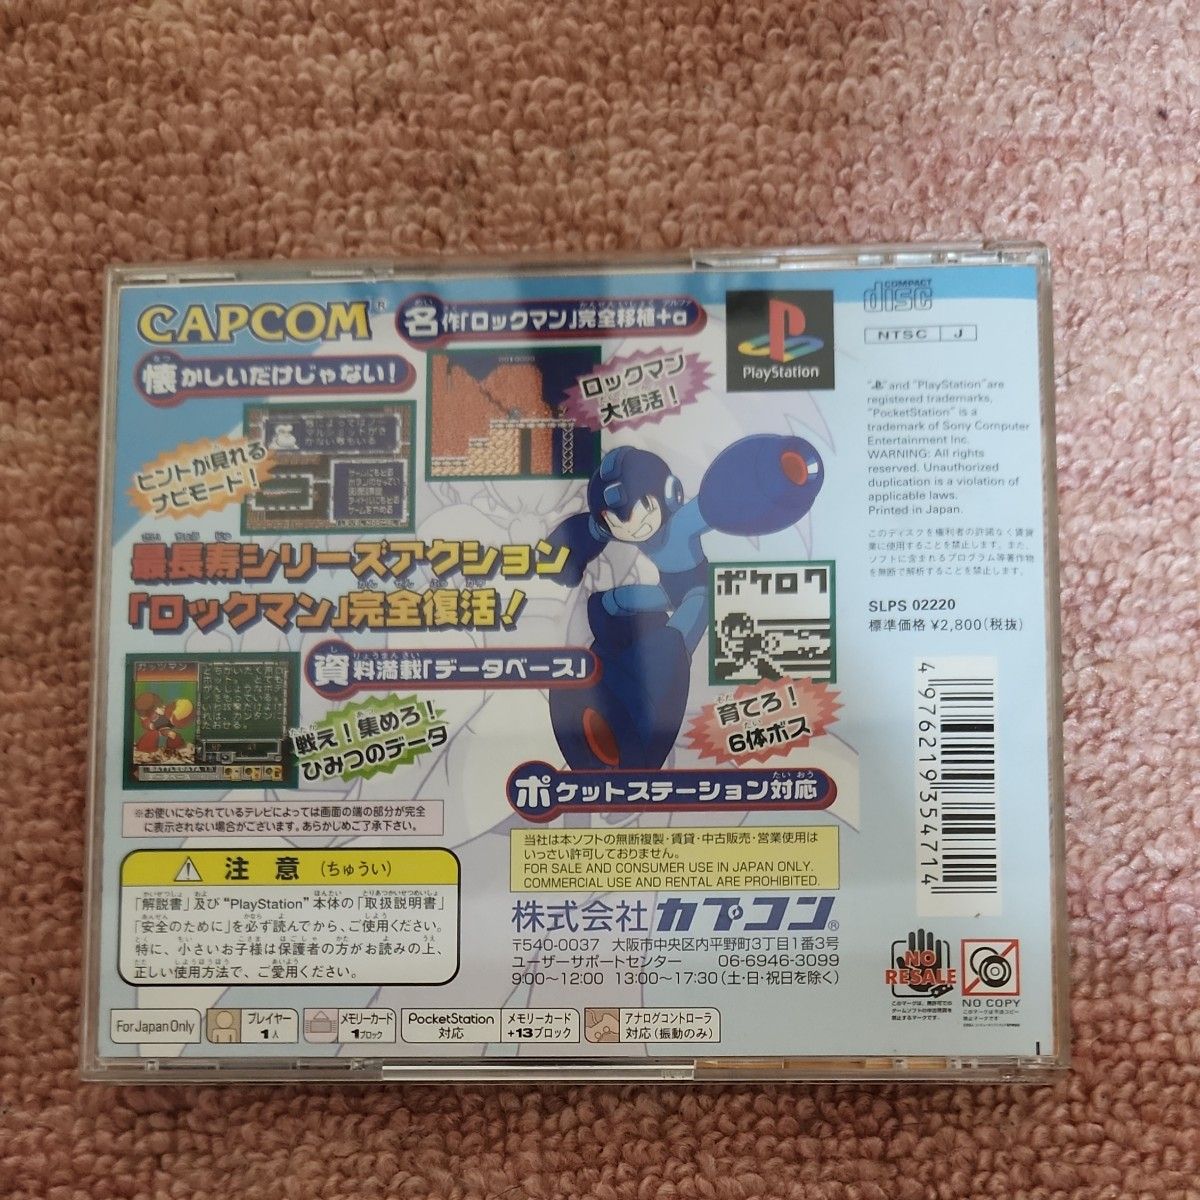 CAPCOM®
名作「ロックマン」完全移植+α
懐かしいだけじゃない!
ロックマン
大復活!
ヒントが見れる
ナビモード!
最長寿シリーズアクション
「ロックマン」完全復活!
資料満載「データベース」
ガッツマン
戦え!集めろ!
ひみつのデータ
ポケロク
育てろ!
6体ボス
ポケットステーション対応
※お使いになられているテレビによっては画面の端の部分が完全
に表示されない場合がございます。あらかじめご了承下さい。
注意(ちゅうい)
「解説書」及び“PlayStation”本体の「取扱説明書」
「安全のために」を必ず読んでから、ご使用ください。
特に、小さいお子様は保護者の方がお読みの上、
正しい使用方法で、ご愛用ください。
当社は本ソフトの無断複製・賃貸・中古販売・営業使用は
いっさい許可しておりません。
FOR SALE AND CONSUMER USE IN JAPAN ONLY.
COMMERCIAL USE AND RENTAL ARE PROHIBITED.
株式会社カプコン®
〒540-0037 大阪市中央区内平野町3丁目1番3号
ユーザーサポートセンター 06-6946-3099
9:00〜12:00 13:00〜17:30(土・日・祝日を除く)
For Japan Only
プレイヤー
1人
メモリーカード
1ブロック
PocketStation
対応
メモリーカード
+13ブロック
アナログコントローラ
対応(振動のみ)
PlayStation
COMPACT
disc
NTSC J
" " and "PlayStation" are
registered trademarks,
"PocketStation" is a
trademark of Sony Computer
Entertainment Inc.
WARNING: All rights
reserved. Unauthorized
duplication is a violation of
applicable laws.
Printed in Japan.
このディスクを権利者の許諾なく賃貸
業に使用することを禁止します。また、
ソフトに含まれるプログラム等著作物
を無断で解析することを禁止します。
SLPS 02220
標準価格 ¥2,800(税抜)
4 976219 354714
NO
RESALE
NO COPY